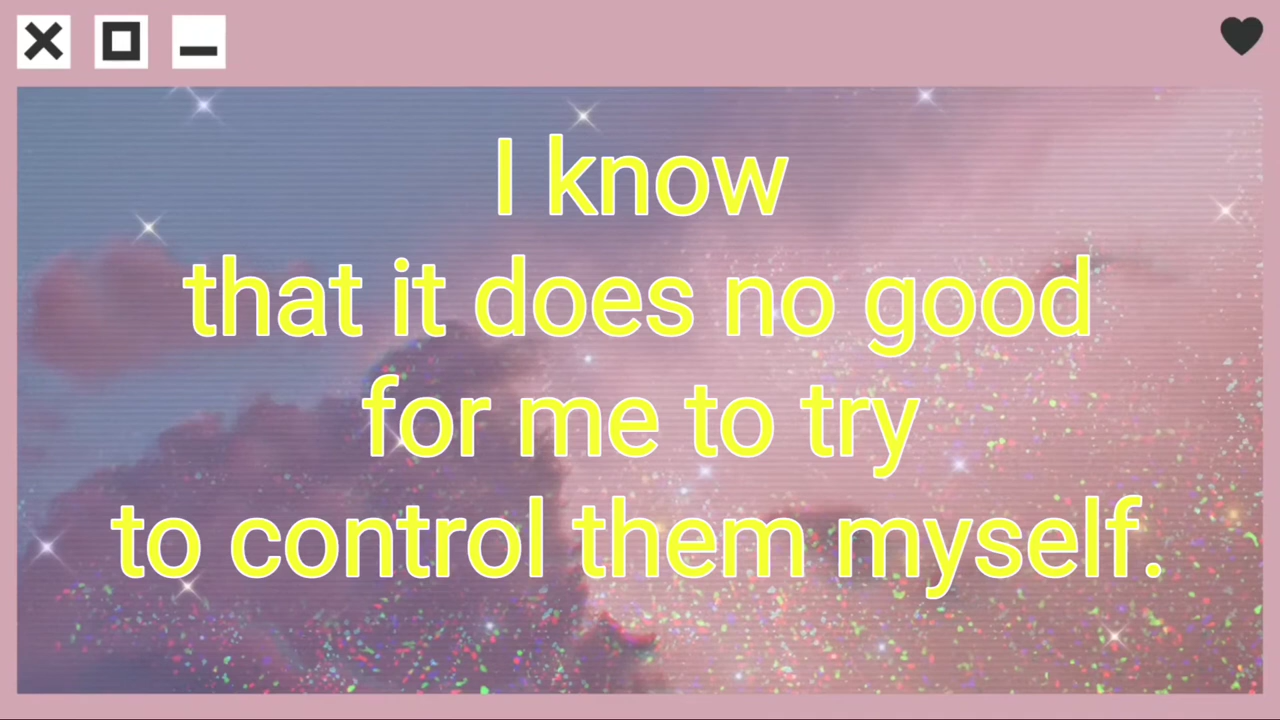 I know
that it does no good
for me to try
to control them myself.